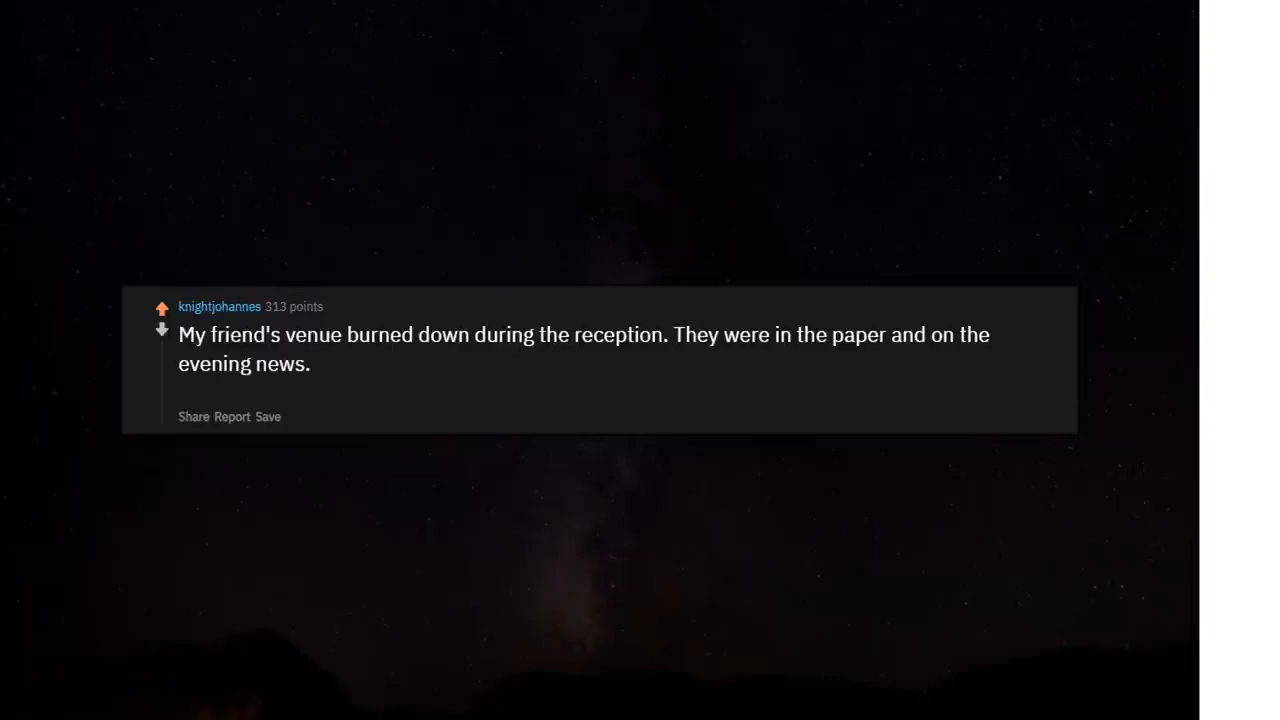 knightjohannes 313 points
My friend's venue burned down during the reception. They were in the paper and on the
evening news.
Share Report Save